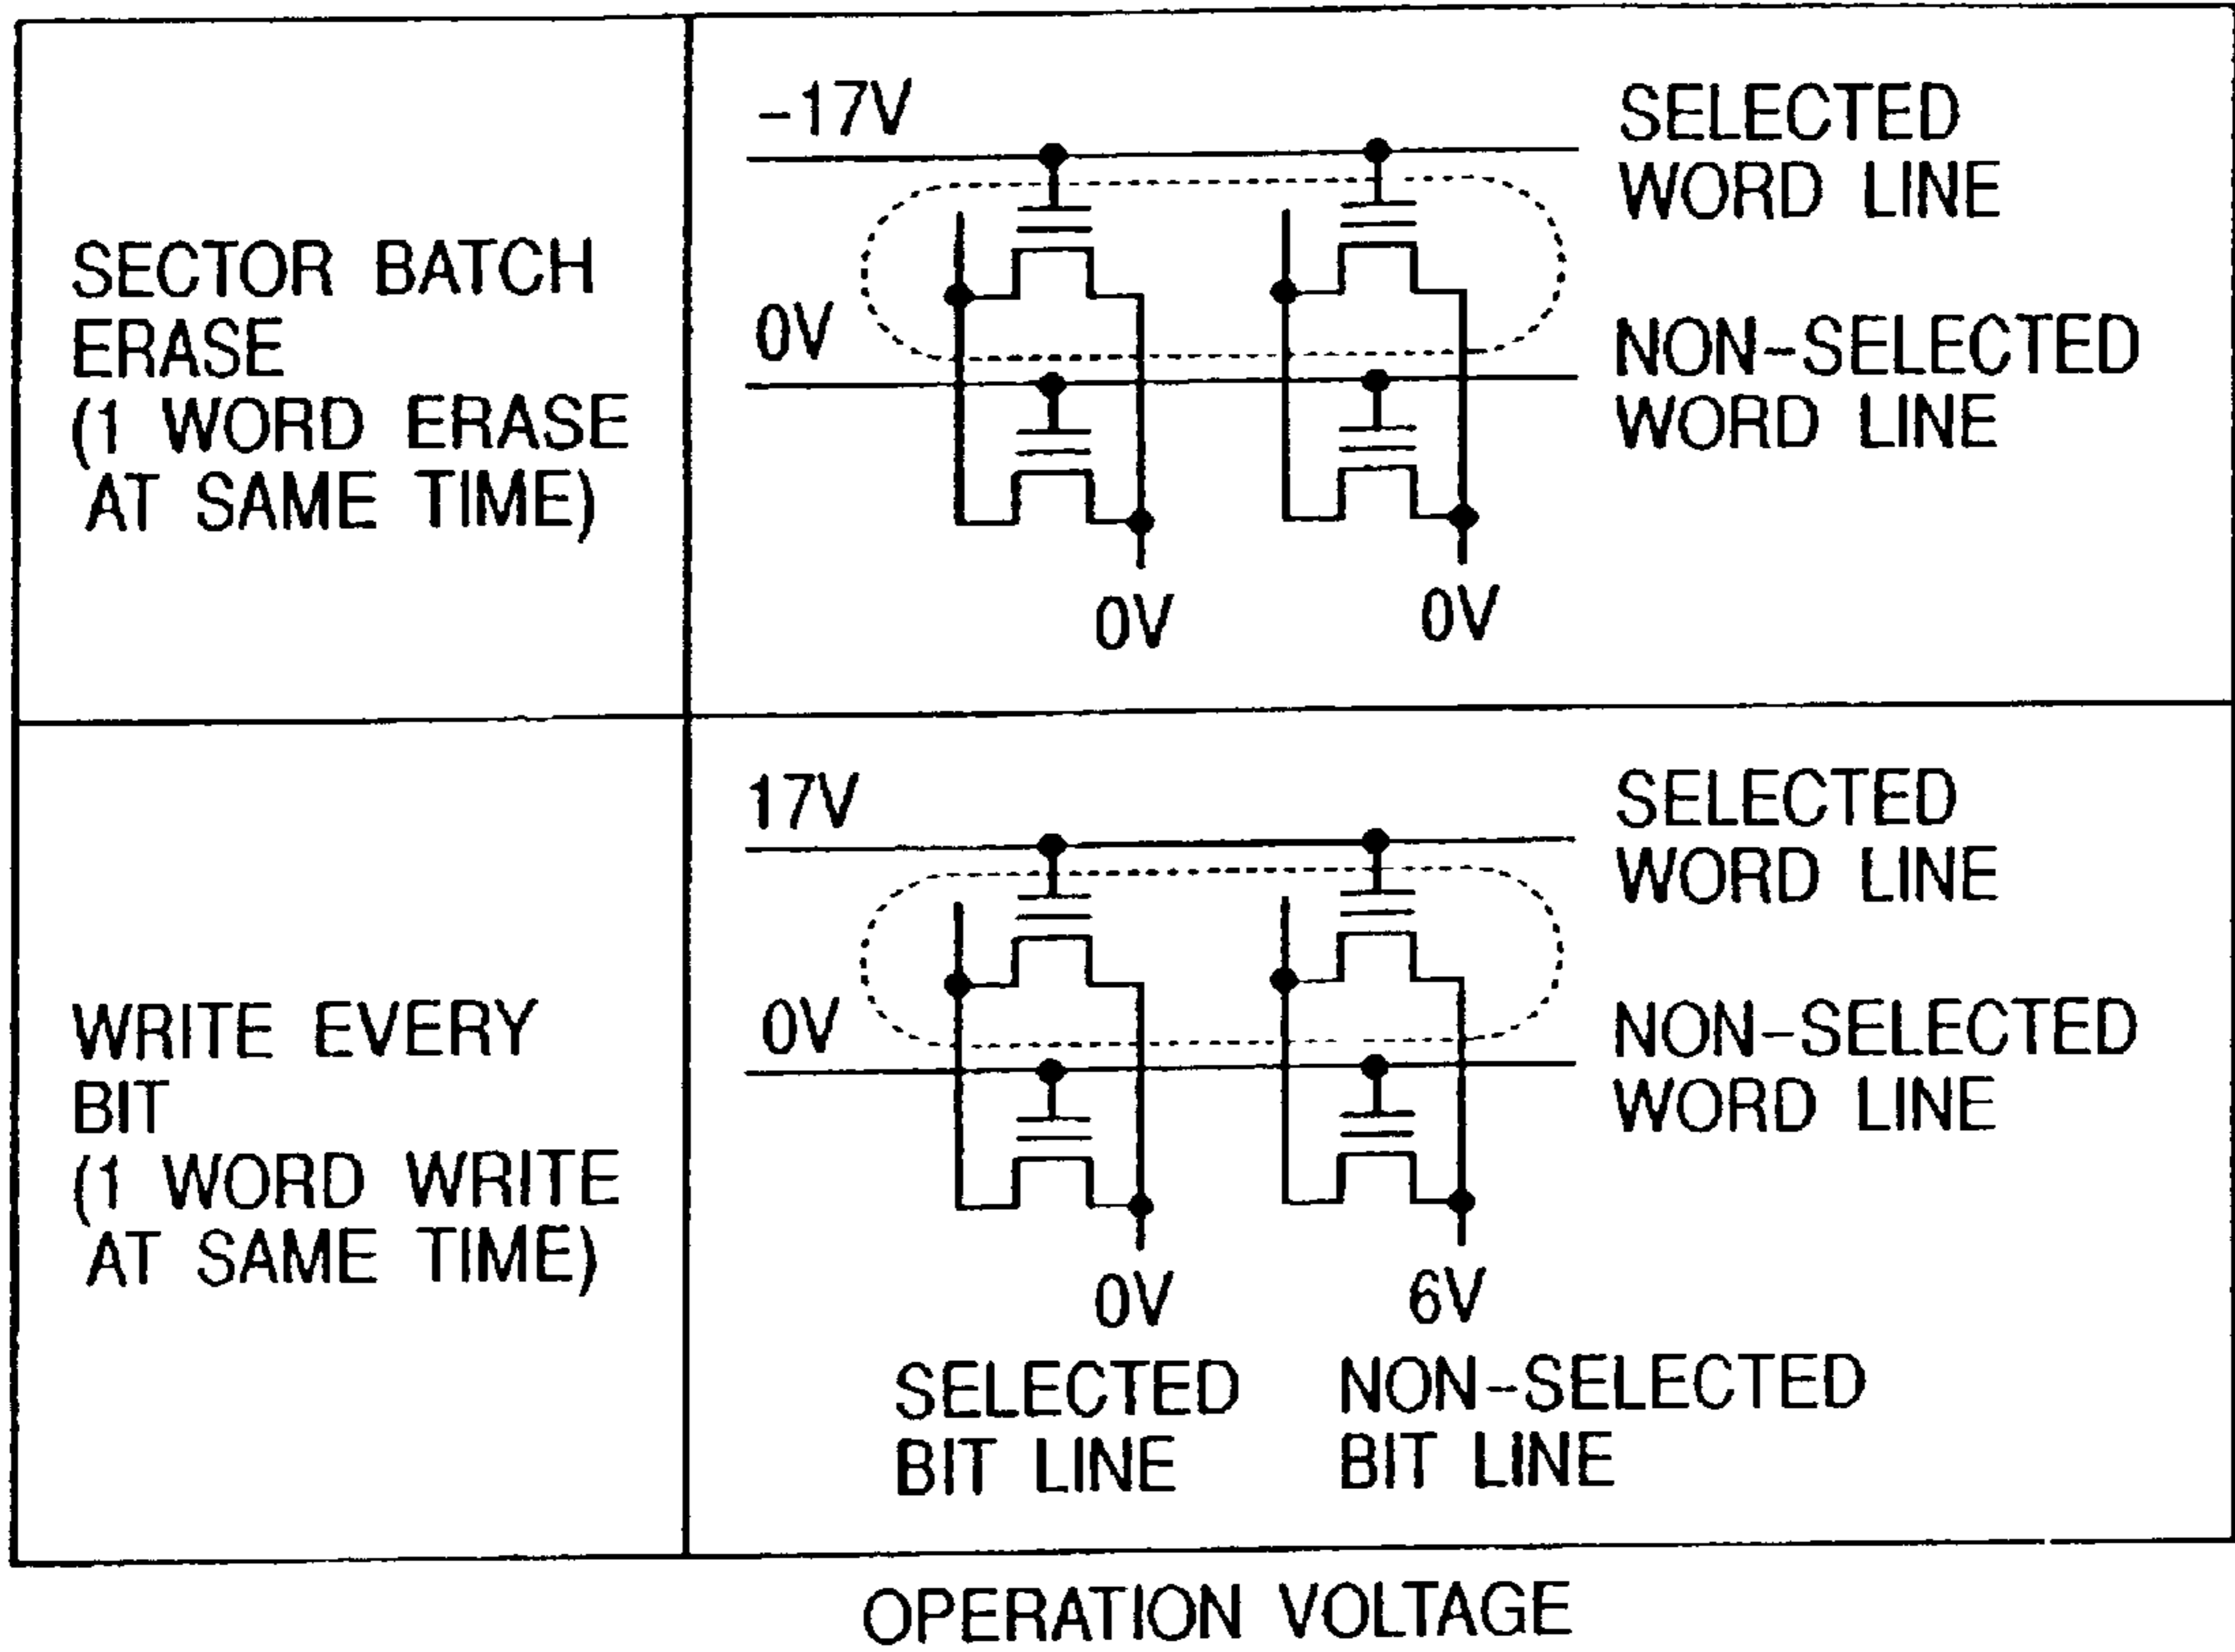 SECTOR BATCH
ERASE
(1 WORD ERASE
AT SAME TIME)
-17V
SELECTED
WORD LINE
0V
NON-SELECTED
WORD LINE
0V
0V
WRITE EVERY
BIT
(1 WORD WRITE
AT SAME TIME)
17V
SELECTED
WORD LINE
0V
NON-SELECTED
WORD LINE
0V
6V
SELECTED
BIT LINE
NON-SELECTED
BIT LINE
OPERATION VOLTAGE